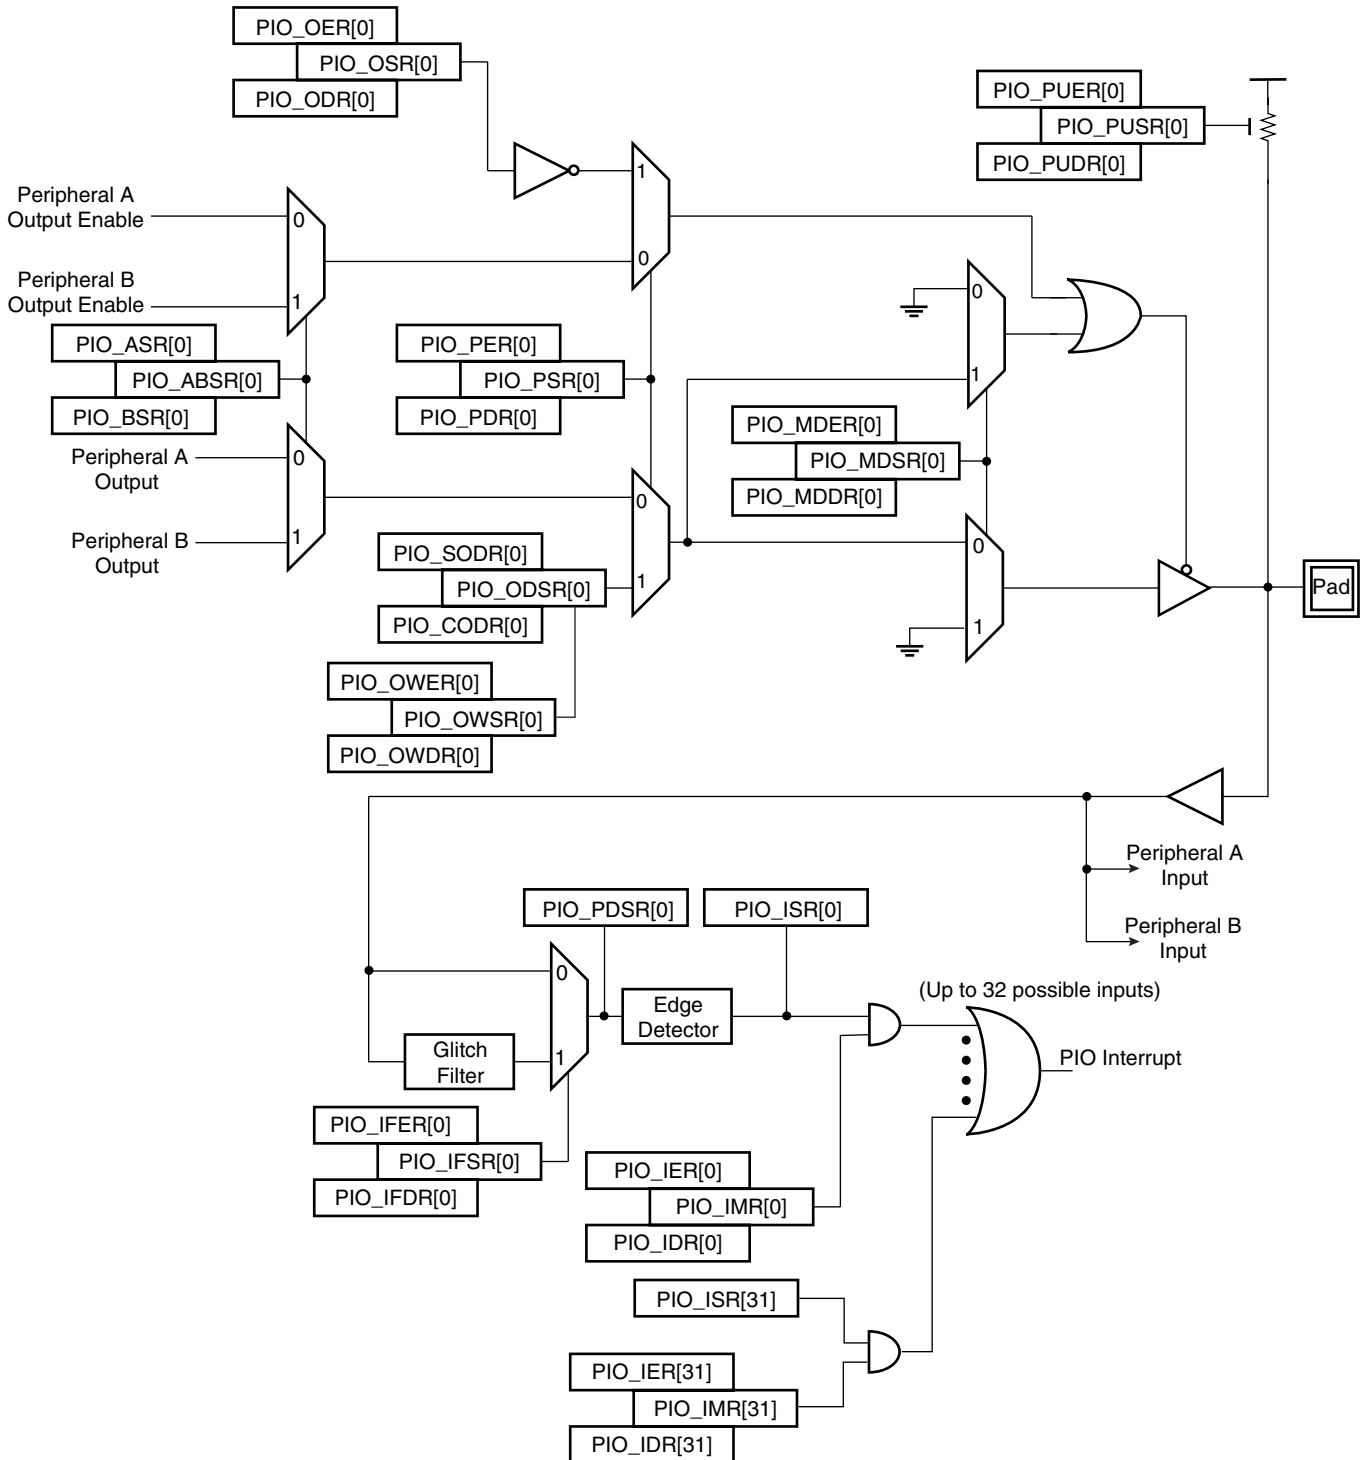 PIO_OER[0]
PIO_OSR[0]
PIO_ODR[0]
PIO_PUER[0]
PIO_PUSR[0]
PIO_PUDR[0]
1
0
Peripheral A
Output Enable
0
Peripheral B
Output Enable
1
0
1
PIO_ASR[0]
PIO_ABSR[0]
PIO_BSR[0]
PIO_PER[0]
PIO_PSR[0]
PIO_PDR[0]
PIO_MDER[0]
PIO_MDSR[0]
PIO_MDDR[0]
Peripheral A
Output
0
Peripheral B
Output
1
0
1
PIO_SODR[0]
PIO_ODSR[0]
PIO_CODR[0]
0
1
Pad
PIO_OWER[0]
PIO_OWSR[0]
PIO_OWDR[0]
Peripheral A
Input
Peripheral B
Input
PIO_PDSR[0]
PIO_ISR[0]
0
1
Glitch
Filter
Edge
Detector
(Up to 32 possible inputs)
PIO Interrupt
PIO_IFER[0]
PIO_IFSR[0]
PIO_IFDR[0]
PIO_IER[0]
PIO_IMR[0]
PIO_IDR[0]
PIO_ISR[31]
PIO_IER[31]
PIO_IMR[31]
PIO_IDR[31]